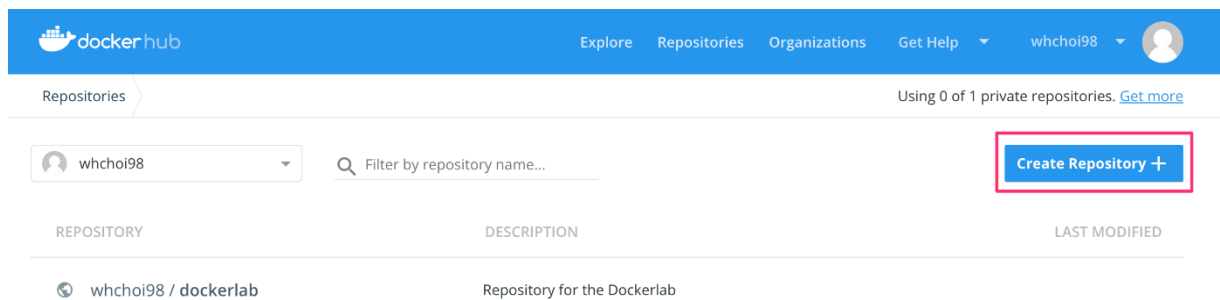 dockerhub Explore Repositories Organizations Get Help whchoi98
Repositories Using 0 of 1 private repositories. Get more
whchoi98 Filter by repository name... Create Repository +
REPOSITORY DESCRIPTION LAST MODIFIED
whchoi98 / dockerlab Repository for the Dockerlab